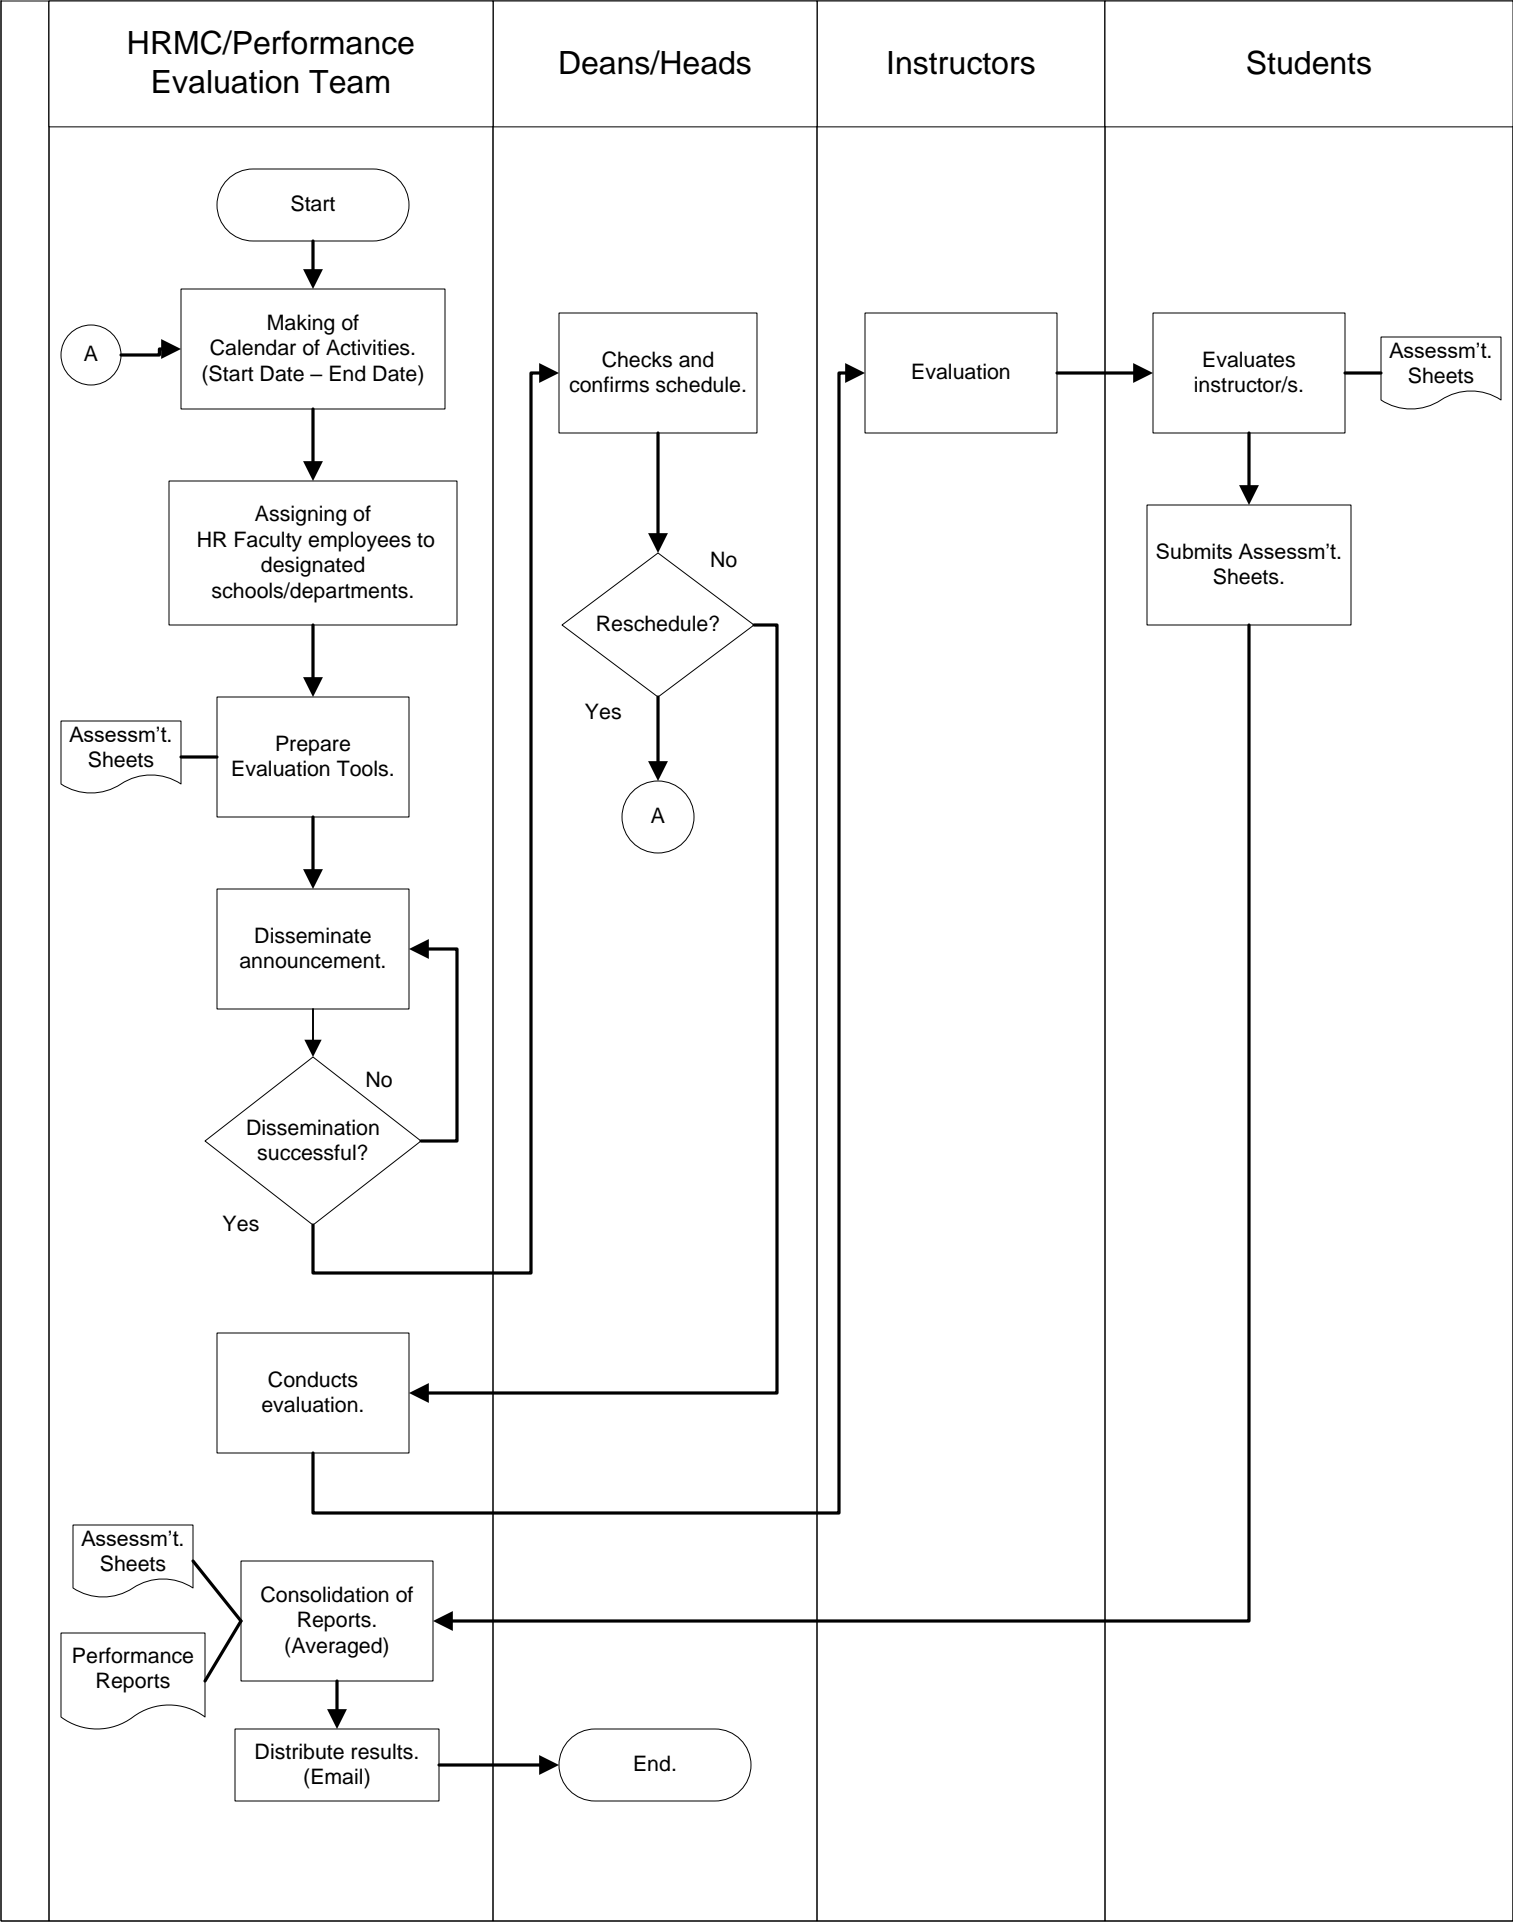 HRMC/Performance
Evaluation Team
Deans/Heads
Instructors
Students
Start
A
Making of
Calendar of Activities.
(Start Date – End Date)
Assigning of
HR Faculty employees to
designated
schools/departments.
Assessm’t.
Sheets
Prepare
Evaluation Tools.
Disseminate
announcement.
No
Dissemination
successful?
Yes
Conducts
evaluation.
Assessm’t.
Sheets
Performance
Reports
Consolidation of
Reports.
(Averaged)
Distribute results.
(Email)
Checks and
confirms schedule.
No
Reschedule?
Yes
A
End.
Evaluation
Evaluates
instructor/s.
Assessm’t.
Sheets
Submits Assessm’t.
Sheets.